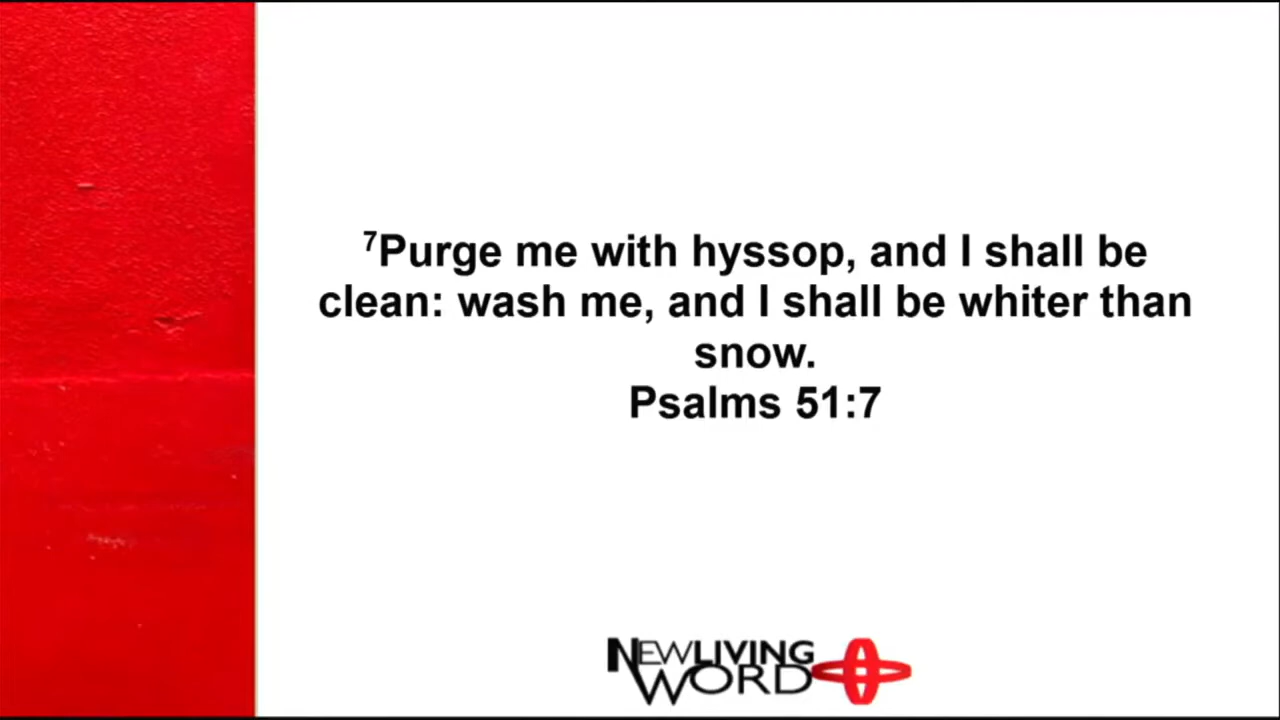 ⁷Purge me with hyssop, and I shall be
clean: wash me, and I shall be whiter than
snow.
Psalms 51:7
NEWLIVING
WORD